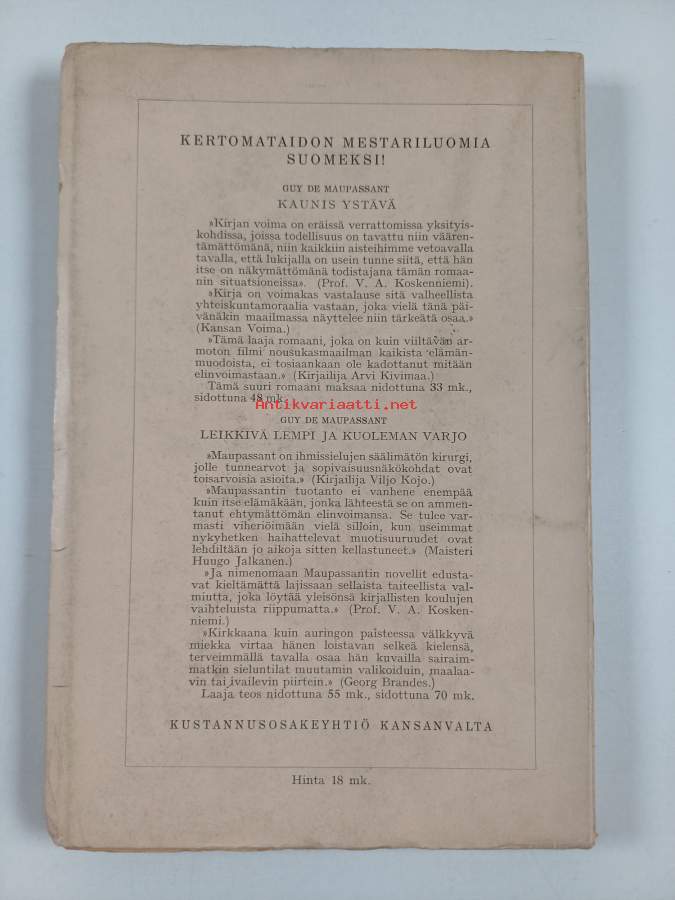 KERTOMATAIDON MESTARILUOMIA
SUOMEKSI!
GUY DE MAUPASSANT
KAUNIS YSTÄVÄ
»Kirjan voima on eräissä verrattomissa yksityis-
kohdissa, joissa todellisuus on tavattu niin väären-
tämättömänä, niin kaikkiin aisteihimme vetoavalla
tavalla, että lukijalla on usein tunne siitä, että hän
itse on näkymättömänä todistajana tämän romaa-
nin situatsioneissa». (Prof. V. A. Koskenniemi).
»Kirja on voimakas vastalause sitä valheellista
yhteiskuntamoraalia vastaan, joka vielä tänä päi-
vänäkin maailmassa näyttelee niin tärkeätä osaa.»
(Kansan Voima.)
»Tämä laaja romaani, joka on kuin viiltävän ar-
moton filmi nousukasmaailman kaikista elämän-
muodoista, ei tosiaankaan ole kadottanut mitään
elinvoimastaan.» (Kirjailija Arvi Kivimaa.)
Tämä suuri romaani maksaa nidottuna 33 mk.,
sidottuna 48 mk.
Antikvariaatti.net
GUY DE MAUPASSANT
LEIKKIVÄ LEMPI JA KUOLEMAN VARJO
»Maupassant on ihmissielujen säälimätön kirurgi,
jolle tunnearvot ja sopivaisuusnäkökohdat ovat
toisarvoisia asioita.» (Kirjailija Viljo Kojo.)
»Maupassantin tuotanto ei vanhene enempää
kuin itse elämäkään, jonka lähteestä se on ammen-
tanut ehtymättömän elinvoimansa. Se tulee var-
masti viheriöimään vielä silloin, kun useimmat
nykyhetken haihattelevat muotisuuruudet ovat
lehdiltään jo aikoja sitten kellastuneet.» (Maisteri
Huugo Jalkanen.)
»Ja nimenomaan Maupassantin novellit edusta-
vat kieltämättä lajissaan sellaista taiteellista val-
miutta, joka löytää yleisönsä kirjallisten koulujen
vaihteluista riippumatta.» (Prof. V. A. Kosken-
niemi.)
»Kirkkaana kuin auringon paisteessa välkkyvä
miekka virtaa hänen loistavan selkeä kielensä,
terveimmällä tavalla osaa hän kuvailla sairaim-
matkin sieluntilat muutamin valikoiduin, maalaa-
vin tai ivailevin piirtein.» (Georg Brandes.)
Laaja teos nidottuna 55 mk., sidottuna 70 mk.
KUSTANNUSOSAKEYHTIÖ KANSANVALTA
Hinta 18 mk.